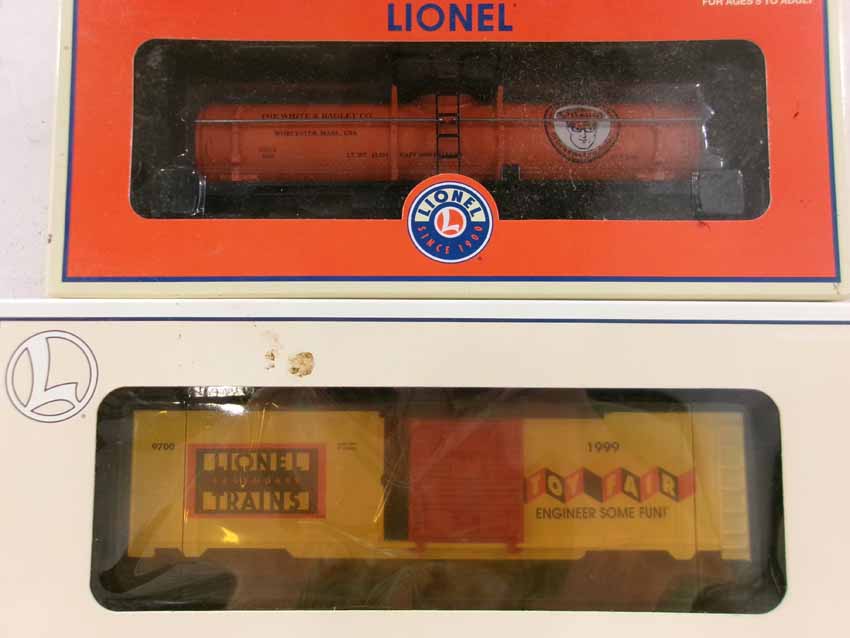 FOR AGES 8 TO ADULT
LIONEL
THE WHITE & BAGLEY CO.
WORCESTER, MASS., USA
LIONEL
L
SINCE 1900
L
9700
LIONEL
LEGENDARY
TRAINS
1999
TOY FAIR
ENGINEER SOME FUN!